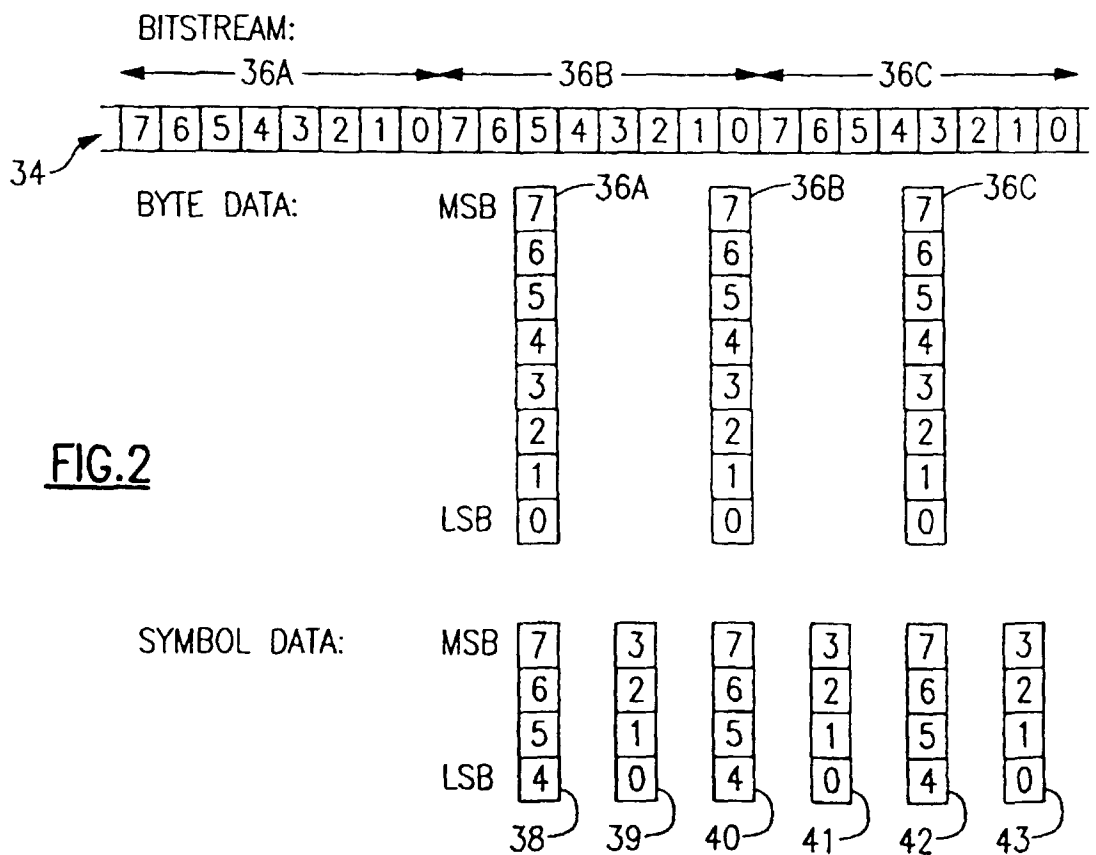 BITSTREAM:
36A 36B 36C
7 6 5 4 3 2 1 0 7 6 5 4 3 2 1 0 7 6 5 4 3 2 1 0
34
BYTE DATA: MSB 7 36A 7 36B 7 36C
6 6 6
5 5 5
4 4 4
3 3 3
2 2 2
FIG.2
1 1 1
LSB 0 0 0
SYMBOL DATA: MSB 7 3 7 3 7 3
6 2 6 2 6 2
5 1 5 1 5 1
LSB 4 0 4 0 4 0
38 39 40 41 42 43